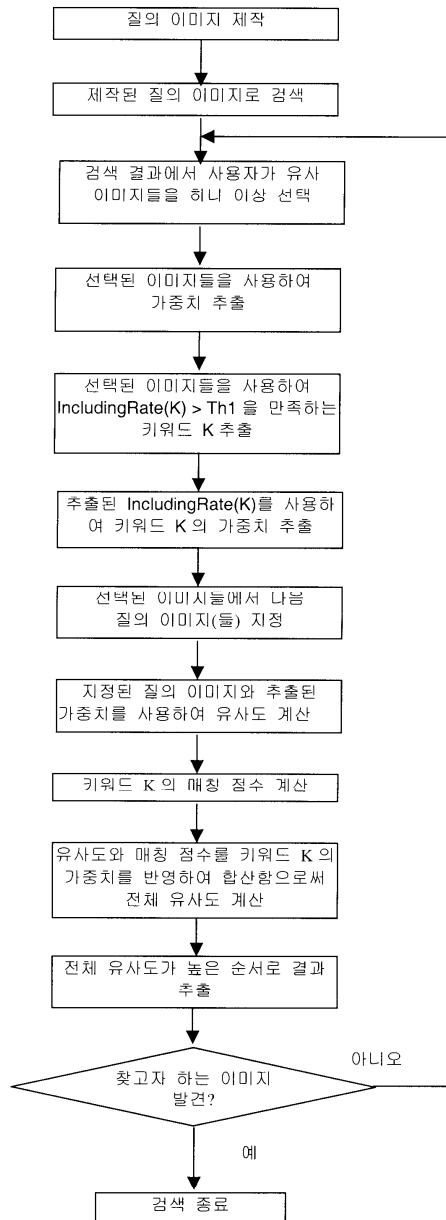 질의 이미지 제작
제작된 질의 이미지로 검색
검색 결과에서 사용자가 유사
이미지들을 하나 이상 선택
선택된 이미지들을 사용하여
가중치 추출
선택된 이미지들을 사용하여
IncludingRate(K) > Th1 을 만족하는
키워드 K 추출
추출된 IncludingRate(K)를 사용하
여 키워드 K 의 가중치 추출
선택된 이미지들에서 다음
질의 이미지(들) 지정
지정된 질의 이미지와 추출된
가중치를 사용하여 유사도 계산
키워드 K 의 매칭 점수 계산
유사도와 매칭 점수를 키워드 K 의
가중치를 반영하여 합산함으로써
전체 유사도 계산
전체 유사도가 높은 순서로 결과
추출
아니오
찾고자 하는 이미지
발견?
예
검색 종료